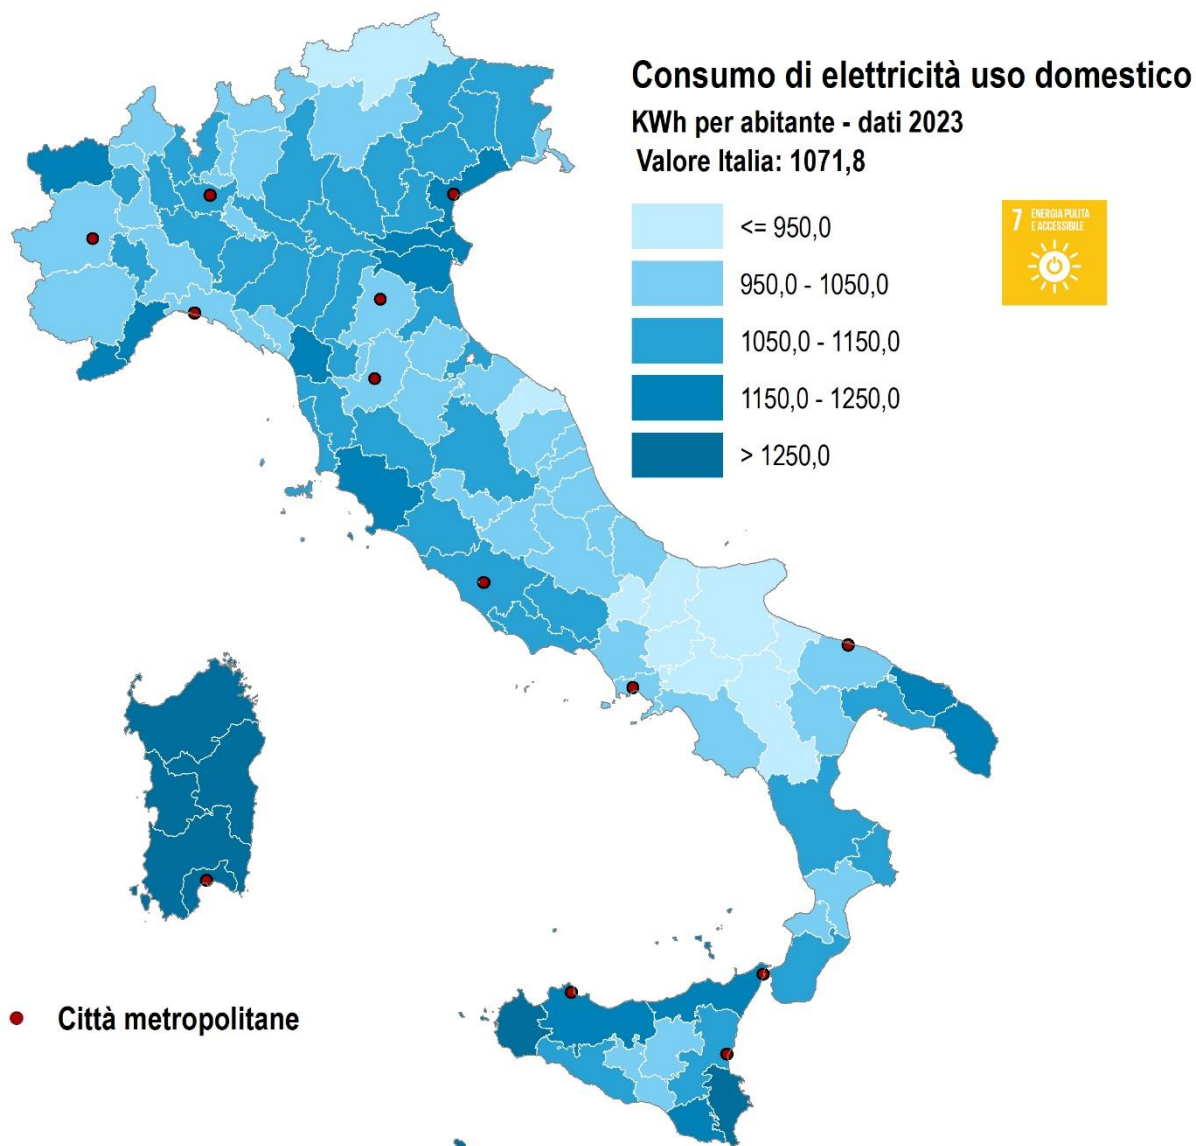 Consumo di elettricità uso domestico
KWh per abitante - dati 2023
Valore Italia: 1071,8
<= 950,0
950,0 - 1050,0
1050,0 - 1150,0
1150,0 - 1250,0
> 1250,0
7 ENERGIA PULITA
E ACCESSIBILE
Città metropolitane